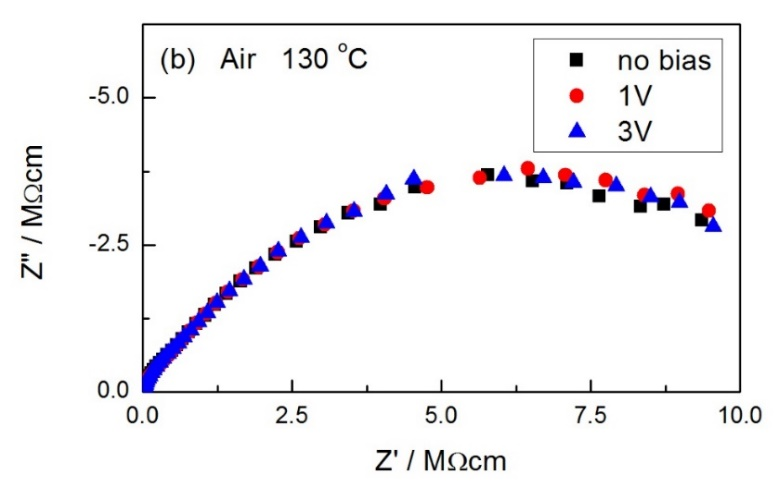 (b) Air 130 °C
no bias
1V
3V
-5.0
-2.5
0.0
Z" / MΩcm
0.0 2.5 5.0 7.5 10.0
Z' / MΩcm